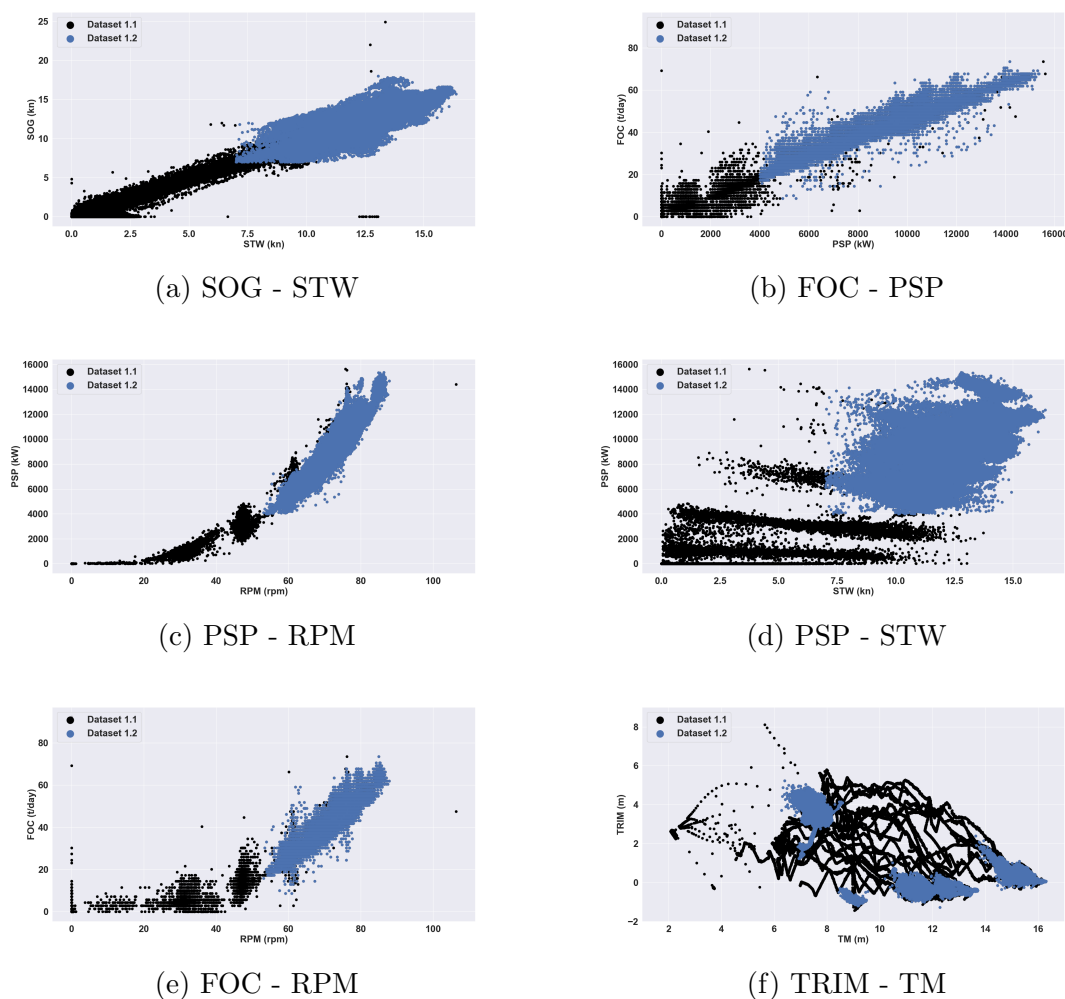 Dataset 1.1
Dataset 1.2
25
20
15
10
5
0
SOG (kn)
0.0 2.5 5.0 7.5 10.0 12.5 15.0
STW (kn)
(a) SOG - STW
Dataset 1.1
Dataset 1.2
80
60
40
20
0
FOC (t/day)
0 2000 4000 6000 8000 10000 12000 14000 16000
PSP (kW)
(b) FOC - PSP
Dataset 1.1
Dataset 1.2
16000
14000
12000
10000
8000
6000
4000
2000
0
PSP (kW)
0 20 40 60 80 100
RPM (rpm)
(c) PSP - RPM
Dataset 1.1
Dataset 1.2
16000
14000
12000
10000
8000
6000
4000
2000
0
PSP (kW)
0.0 2.5 5.0 7.5 10.0 12.5 15.0
STW (kn)
(d) PSP - STW
Dataset 1.1
Dataset 1.2
80
60
40
20
0
FOC (t/day)
0 20 40 60 80 100
RPM (rpm)
(e) FOC - RPM
Dataset 1.1
Dataset 1.2
8
6
4
2
0
−2
TRIM (m)
2 4 6 8 10 12 14 16
TM (m)
(f) TRIM - TM